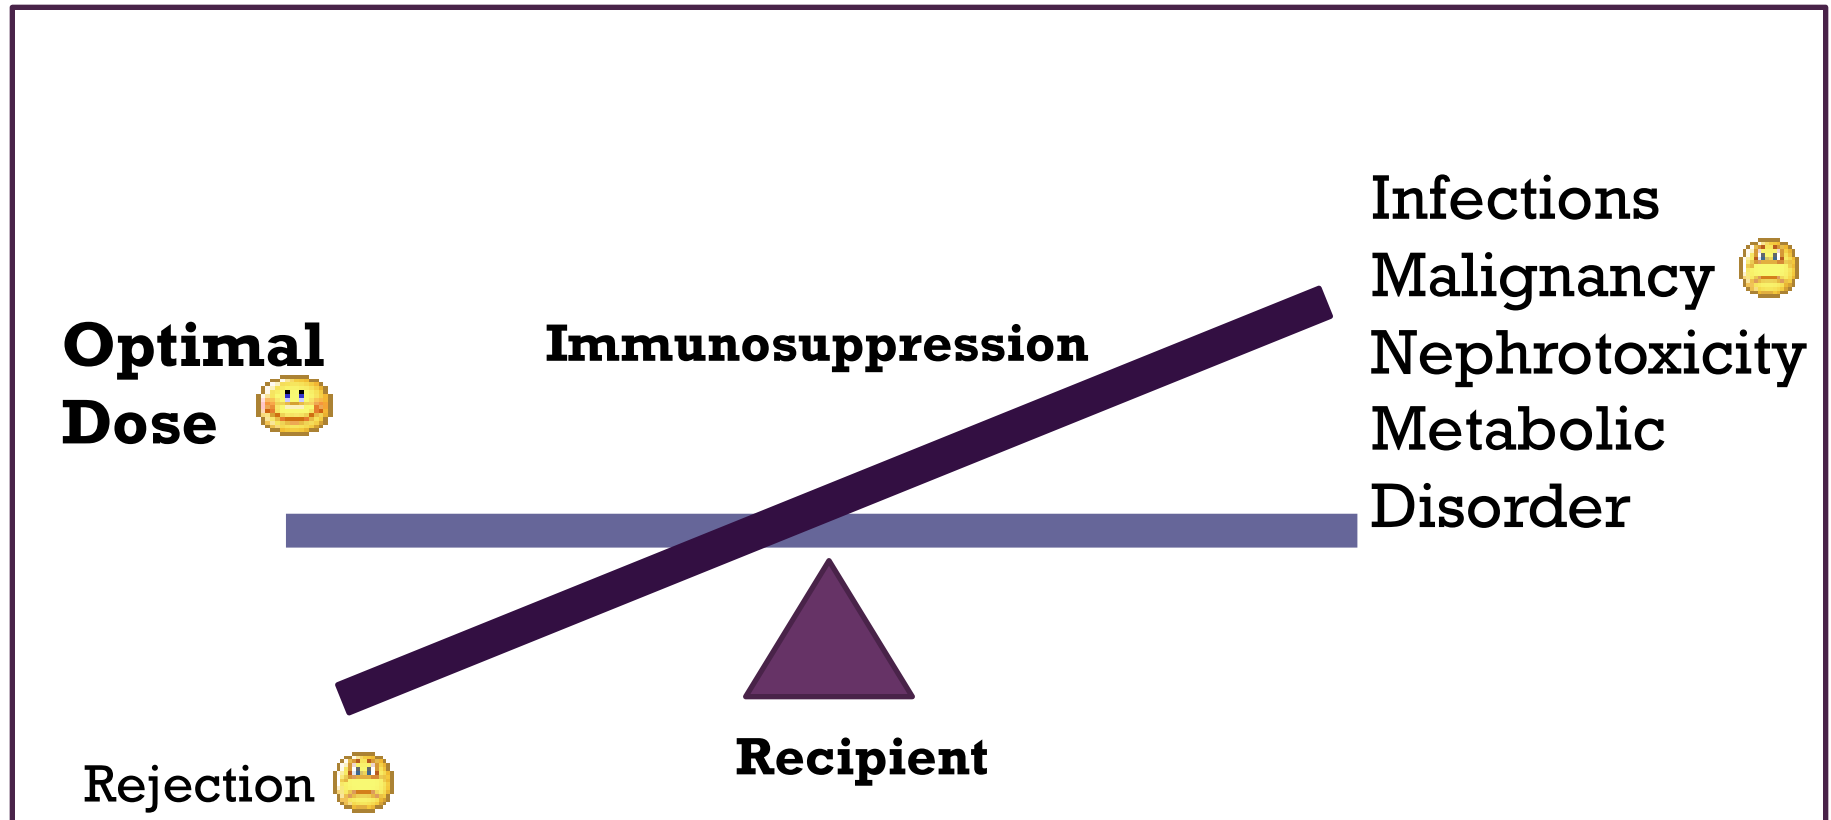 Infections
Malignancy
Nephrotoxicity
Metabolic
Disorder
Optimal
Dose
Immunosuppression
Recipient
Rejection